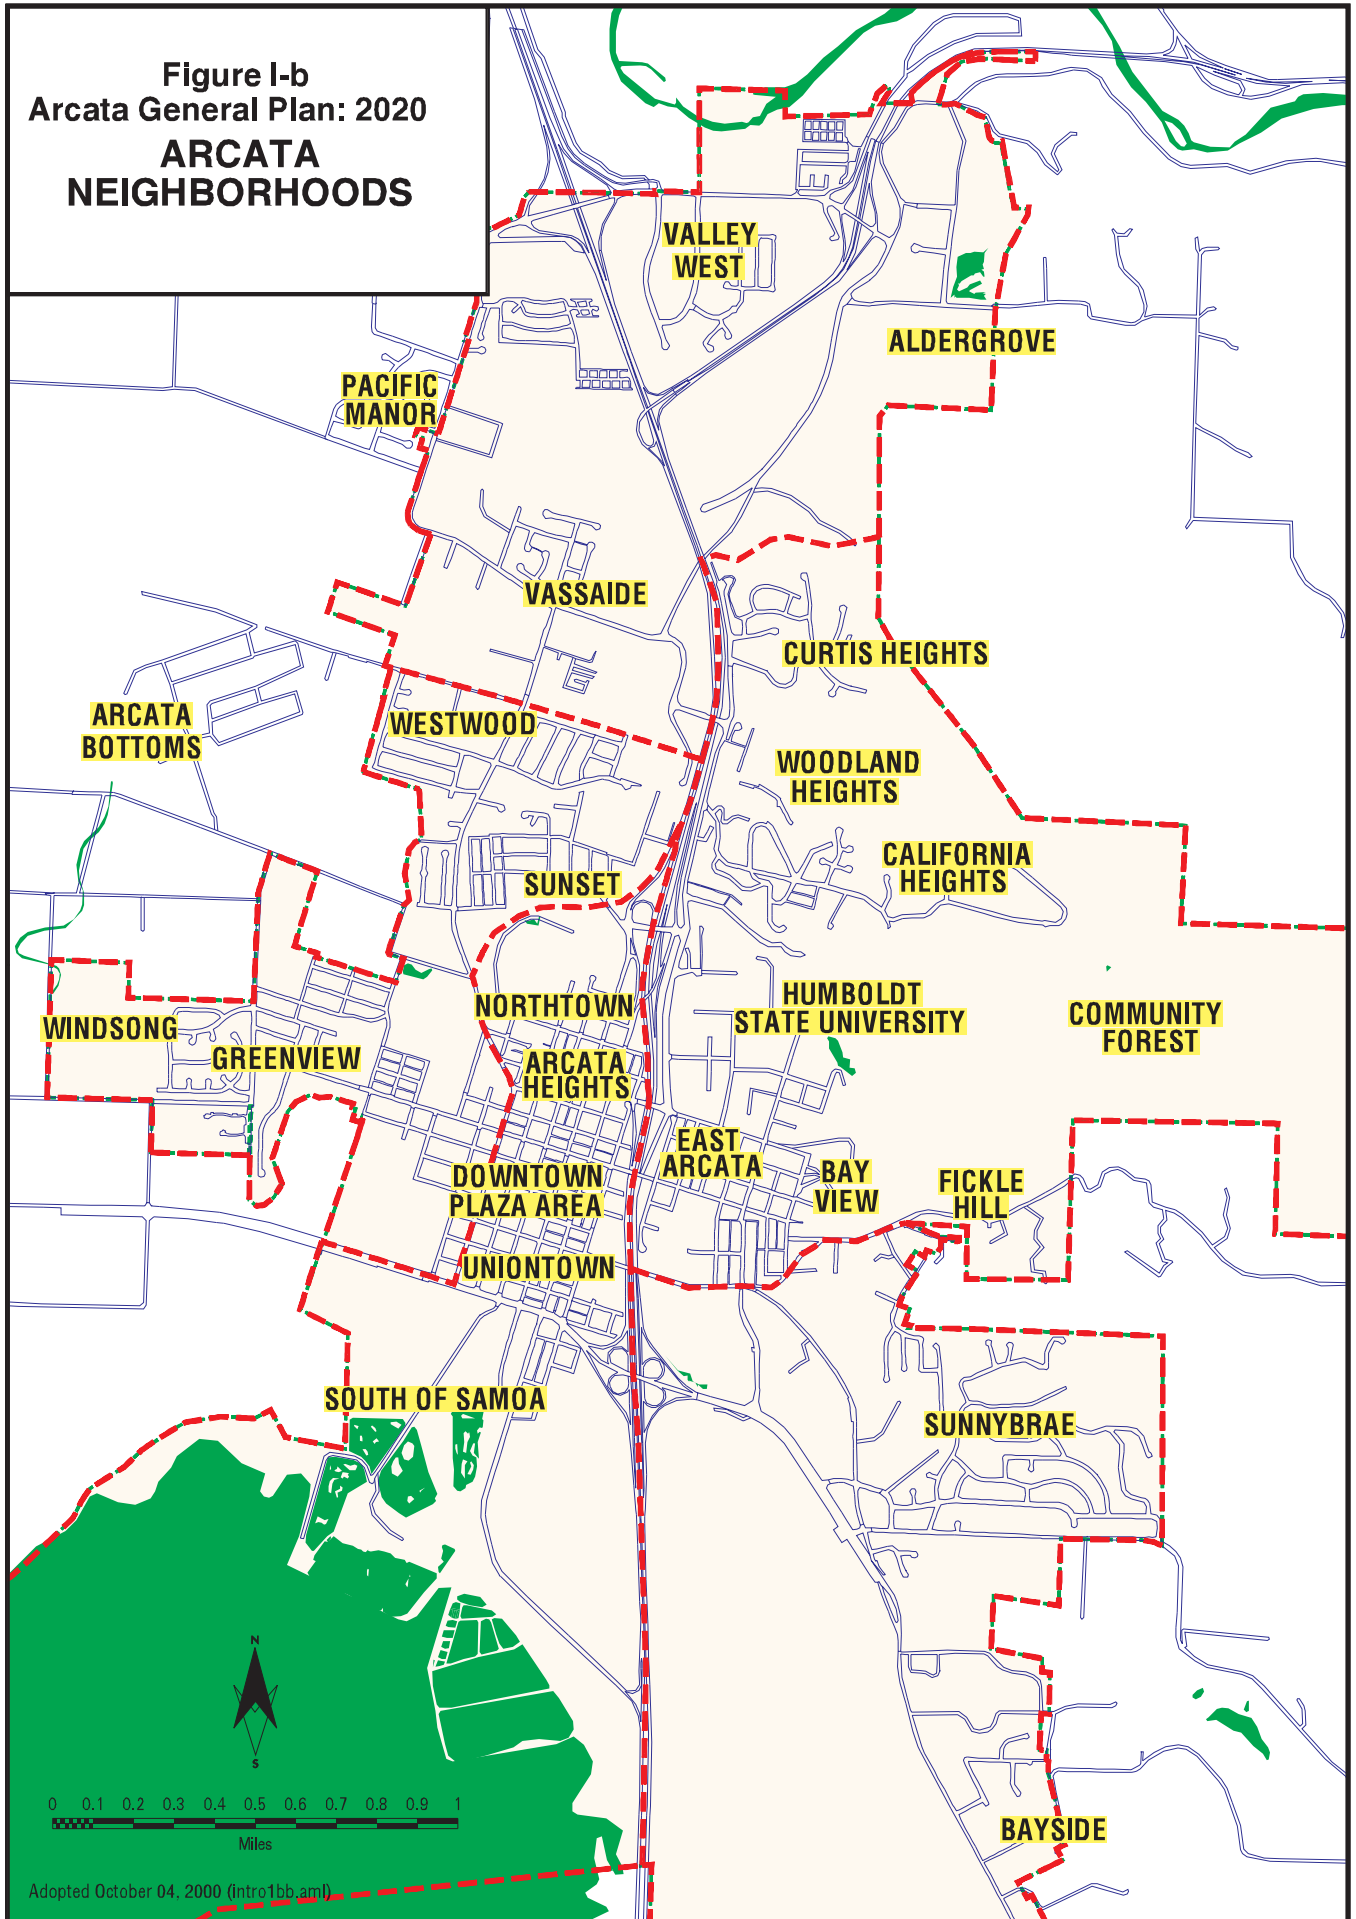 Figure I-b
Arcata General Plan: 2020
ARCATA
NEIGHBORHOODS
VALLEY
WEST
ALDERGROVE
PACIFIC
MANOR
VASSAIDE
CURTIS HEIGHTS
ARCATA
BOTTOMS
WESTWOOD
WOODLAND
HEIGHTS
CALIFORNIA
HEIGHTS
SUNSET
NORTHTOWN
HUMBOLDT
STATE UNIVERSITY
COMMUNITY
FOREST
WINDSONG
GREENVIEW
ARCATA
HEIGHTS
EAST
ARCATA
DOWNTOWN
PLAZA AREA
BAY
VIEW
FICKLE
HILL
UNIONTOWN
SOUTH OF SAMOA
SUNNYBRAE
N
S
0 0.1 0.2 0.3 0.4 0.5 0.6 0.7 0.8 0.9 1
Miles
BAYSIDE
Adopted October 04, 2000 (intro1bb.aml)